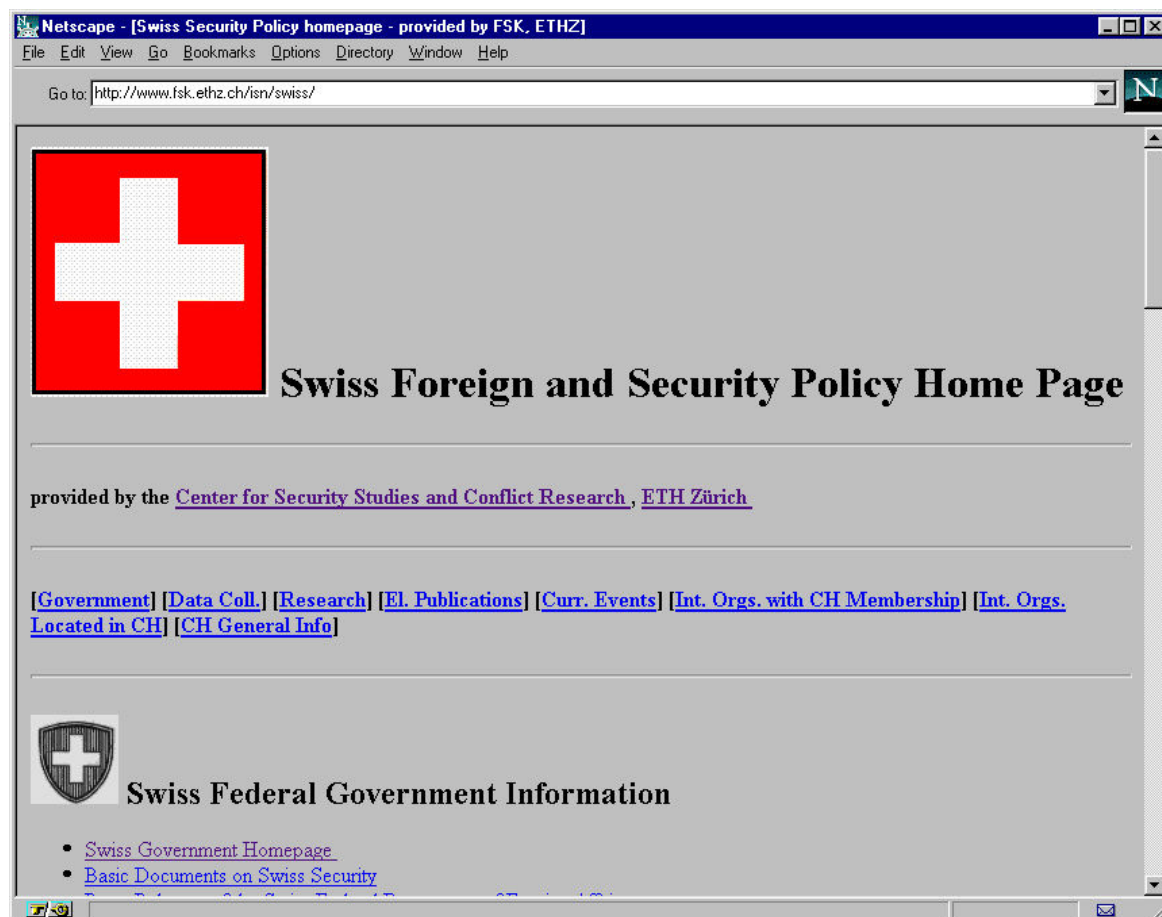 Netscape - [Swiss Security Policy homepage - provided by FSK, ETHZ]
File Edit View Go Bookmarks Options Directory Window Help
Go to: http://www.fsk.ethz.ch/isn/swiss/
N
Swiss Foreign and Security Policy Home Page
provided by the Center for Security Studies and Conflict Research , ETH Zürich
[Government] [Data Coll.] [Research] [El. Publications] [Curr. Events] [Int. Orgs. with CH Membership] [Int. Orgs.
Located in CH] [CH General Info]
Swiss Federal Government Information
Swiss Government Homepage
Basic Documents on Swiss Security